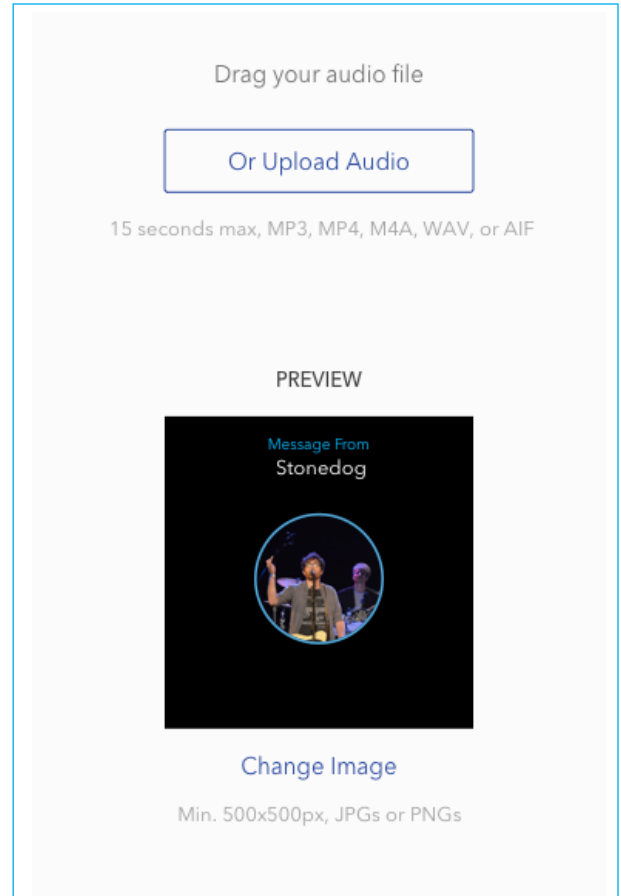 Drag your audio file
Or Upload Audio
15 seconds max, MP3, MP4, M4A, WAV, or AIF
PREVIEW
Message From
Stonedog
Change Image
Min. 500x500px, JPGs or PNGs